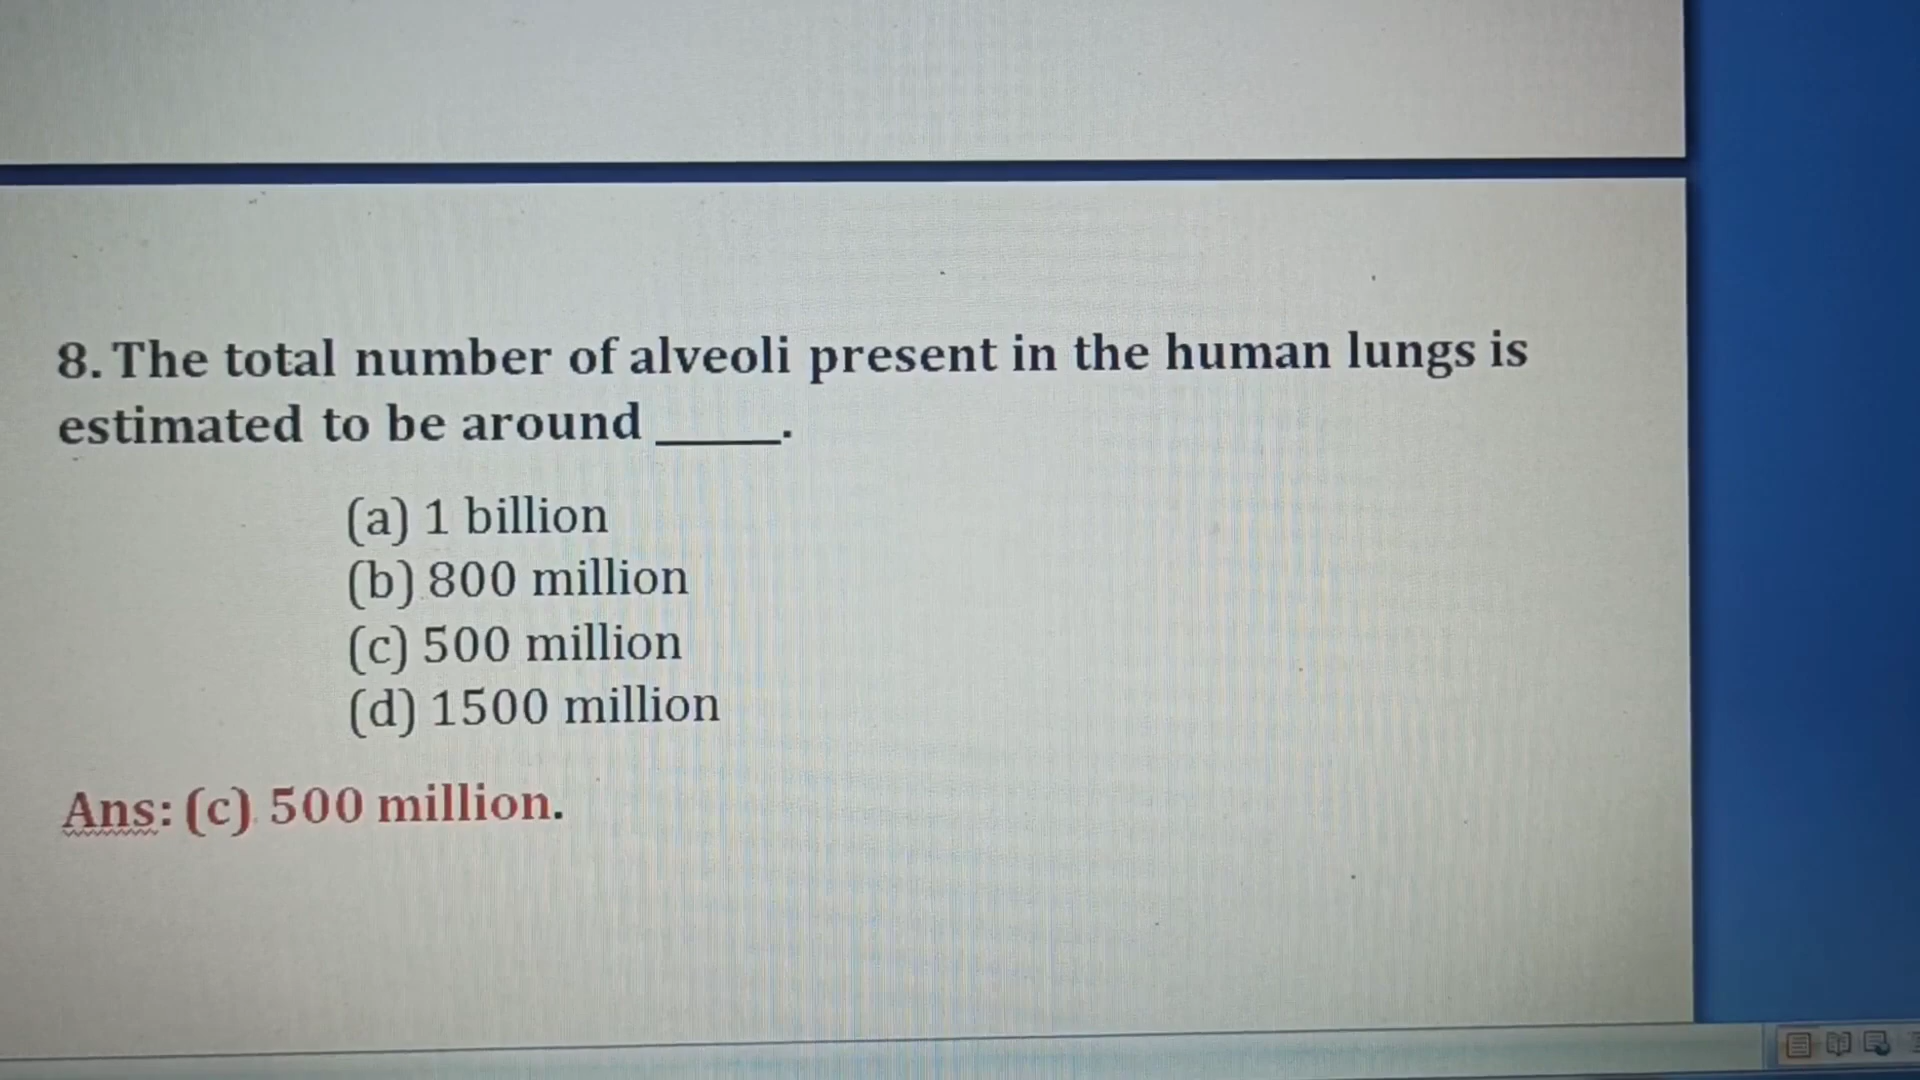 8. The total number of alveoli present in the human lungs is
estimated to be around _____.
(a) 1 billion
(b) 800 million
(c) 500 million
(d) 1500 million
Ans: (c) 500 million.